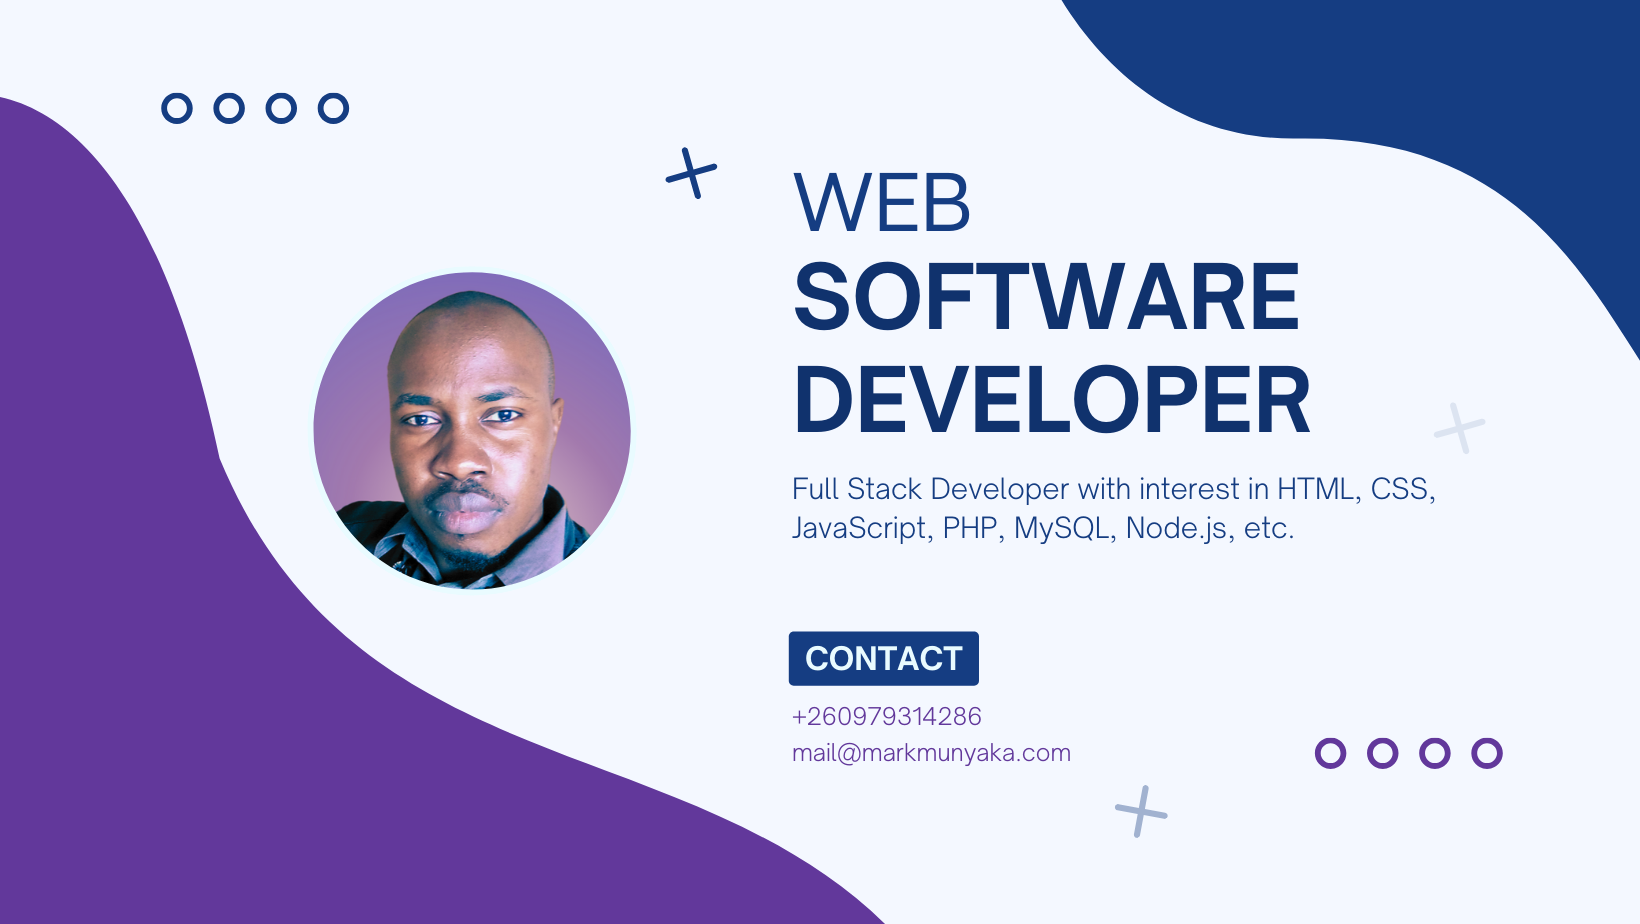 WEB
SOFTWARE
DEVELOPER
Full Stack Developer with interest in HTML, CSS,
JavaScript, PHP, MySQL, Node.js, etc.
CONTACT
+260979314286
mail@markmunyaka.com